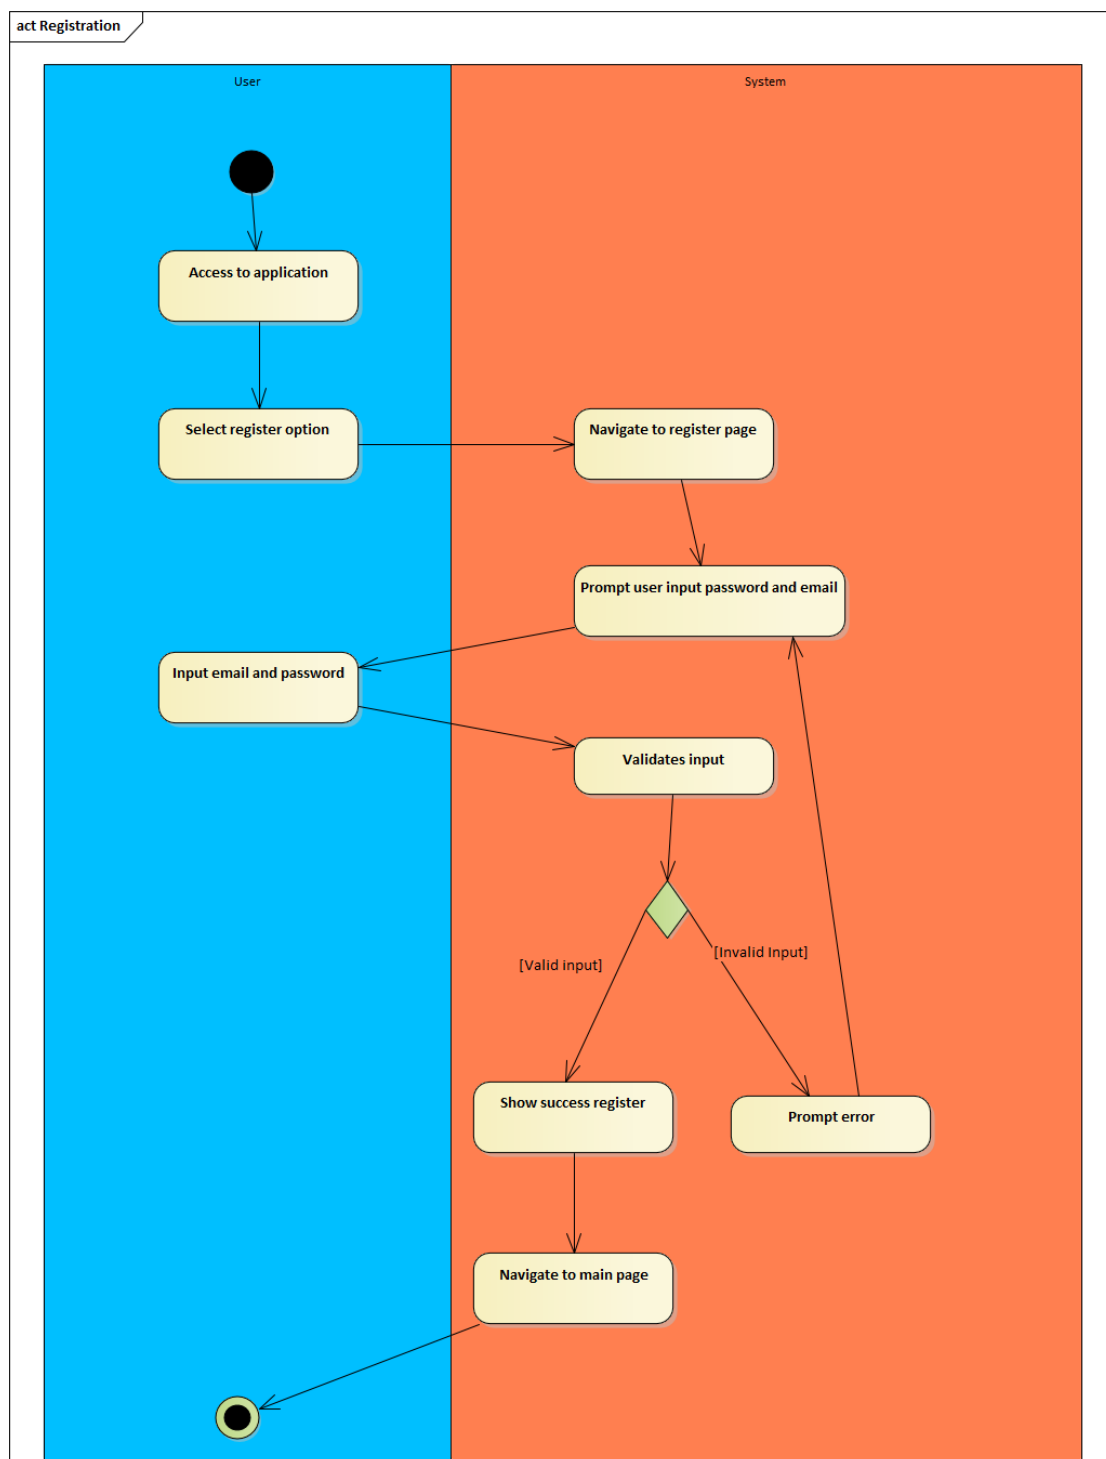 act Registration
User
System
Access to application
Select register option
Navigate to register page
Prompt user input password and email
Input email and password
Validates input
[Valid input]
[Invalid Input]
Show success register
Prompt error
Navigate to main page